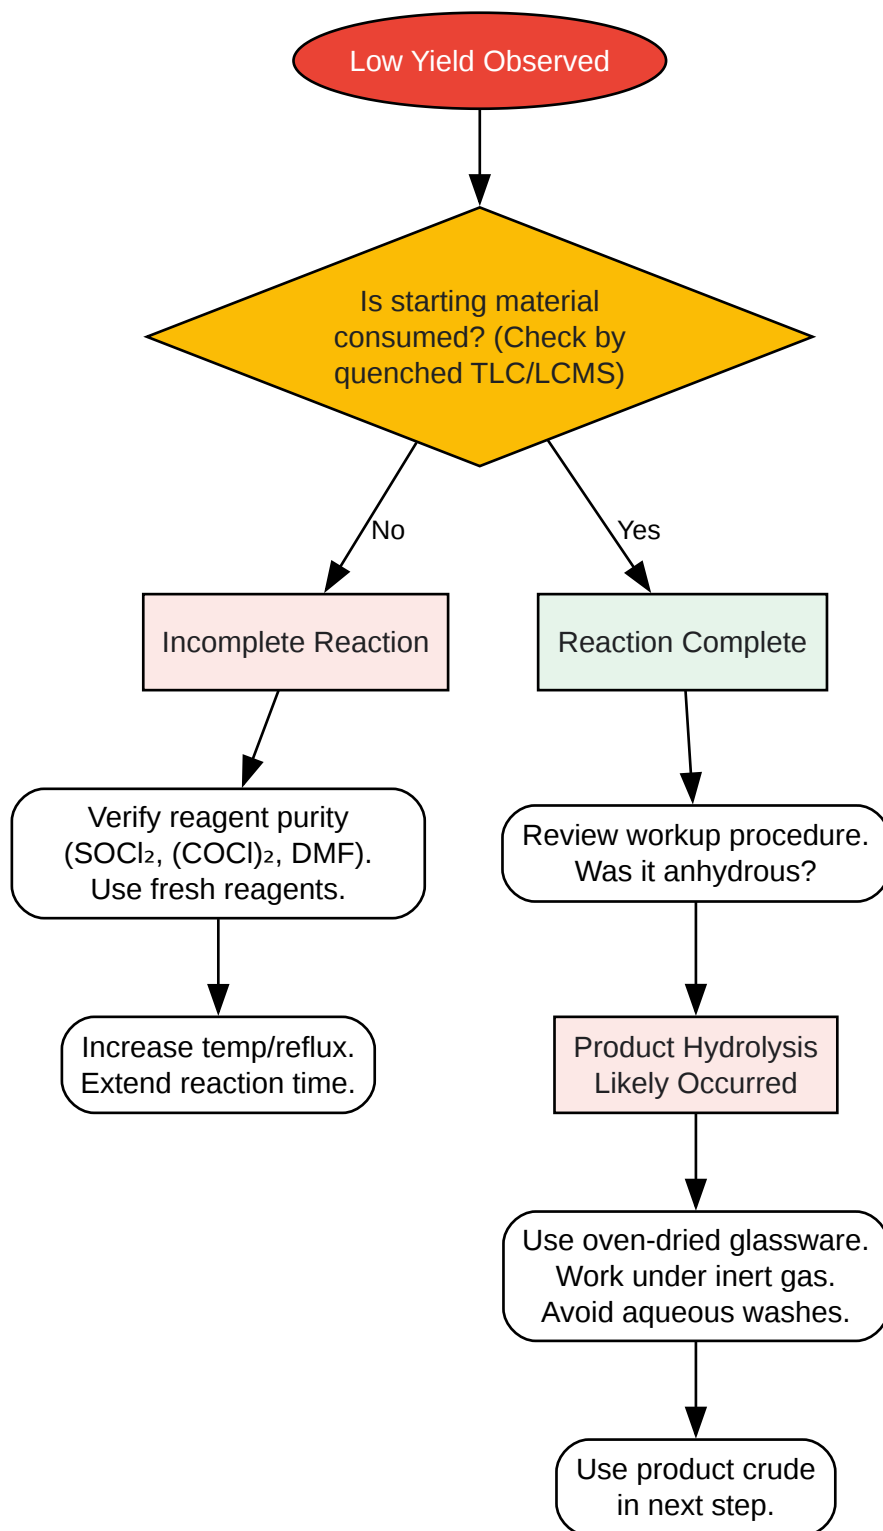 Low Yield Observed
Is starting material
consumed? (Check by
quenched TLC/LCMS)
No
Yes
Incomplete Reaction
Reaction Complete
Verify reagent purity
(SOCl₂, (COCl)₂, DMF).
Use fresh reagents.
Review workup procedure.
Was it anhydrous?
Increase temp/reflux.
Extend reaction time.
Product Hydrolysis
Likely Occurred
Use oven-dried glassware.
Work under inert gas.
Avoid aqueous washes.
Use product crude
in next step.